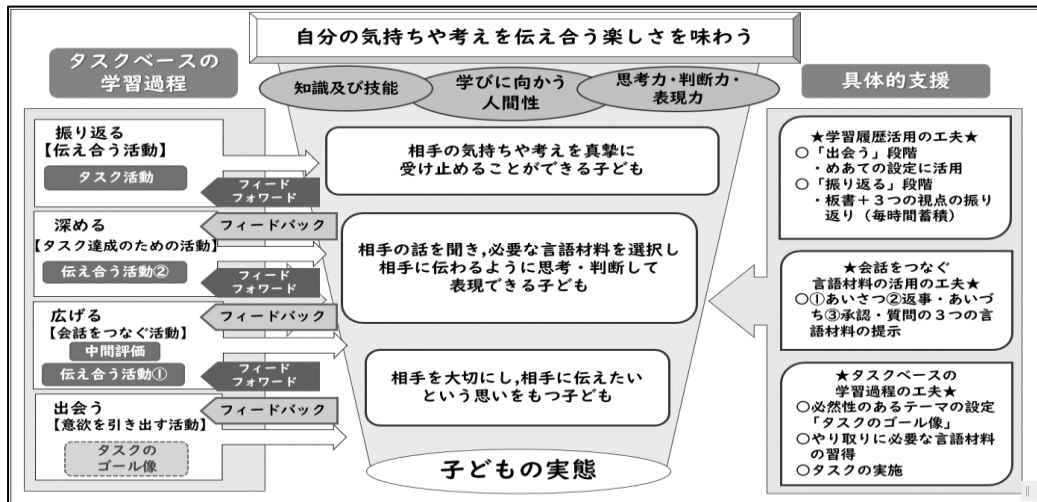 自分の気持ちや考えを伝え合う楽しさを味わう
タスクベースの
学習過程
知識及び技能
学びに向かう
人間性
思考力・判断力・
表現力
具体的支援
振り返る
【伝え合う活動】
タスク活動
フィード
フォワード
深める
【タスク達成のための活動】
伝え合う活動②
フィードバック
フィード
フォワード
広げる
【会話をつなぐ活動】
中間評価
伝え合う活動①
フィードバック
フィード
フォワード
出会う
【意欲を引き出す活動】
タスクの
ゴール像
フィードバック
相手の気持ちや考えを真摯に
受け止めることができる子ども
相手の話を聞き,必要な言語材料を選択し
相手に伝わるように思考・判断して
表現できる子ども
相手を大切にし,相手に伝えたい
という思いをもつ子ども
子どもの実態
★学習履歴活用の工夫★
○「出会う」段階
・めあての設定に活用
○「振り返る」段階
・板書＋３つの視点の振り
返り（毎時間蓄積）
★会話をつなぐ
言語材料の活用の工夫★
○①あいさつ②返事・あいづ
ち③承認・質問の３つの言
語材料の提示
★タスクベースの
学習過程の工夫★
○必然性のあるテーマの設定
「タスクのゴール像」
○やり取りに必要な言語材料
の習得
○タスクの実施